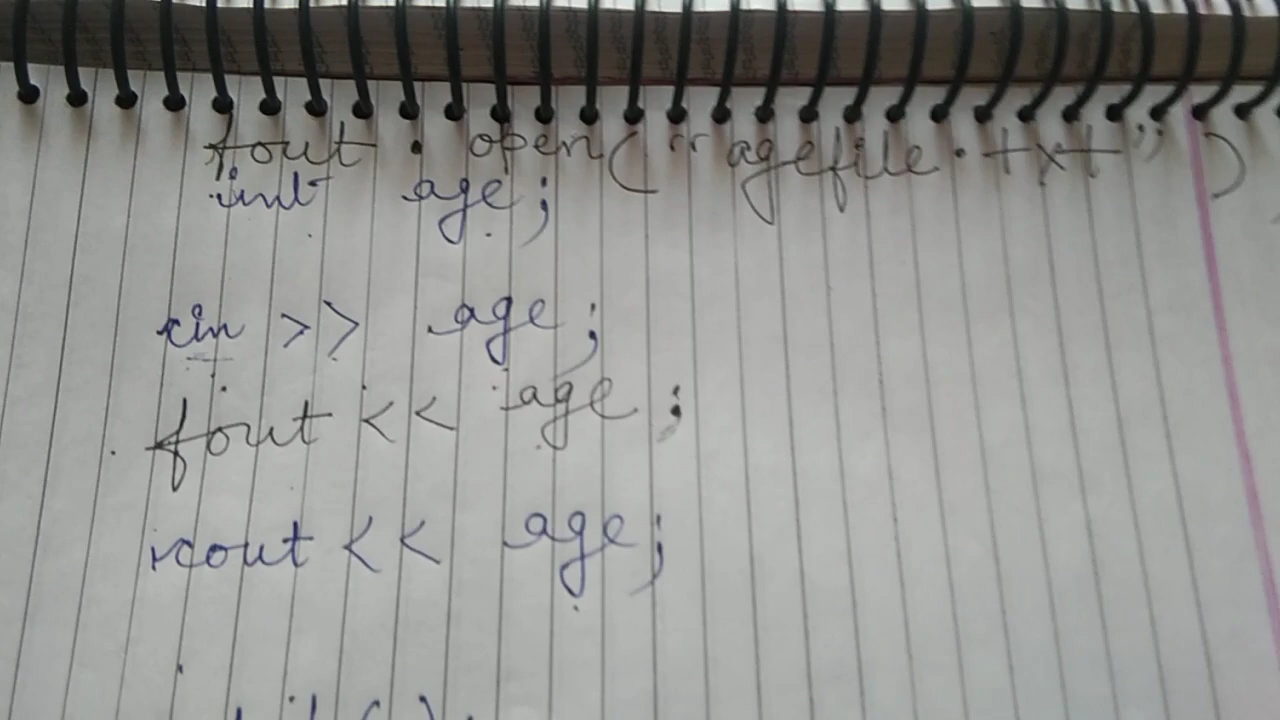 fout . open(“agefile.txt”)
int age;
cin >> age;
fout << age;
cout << age;